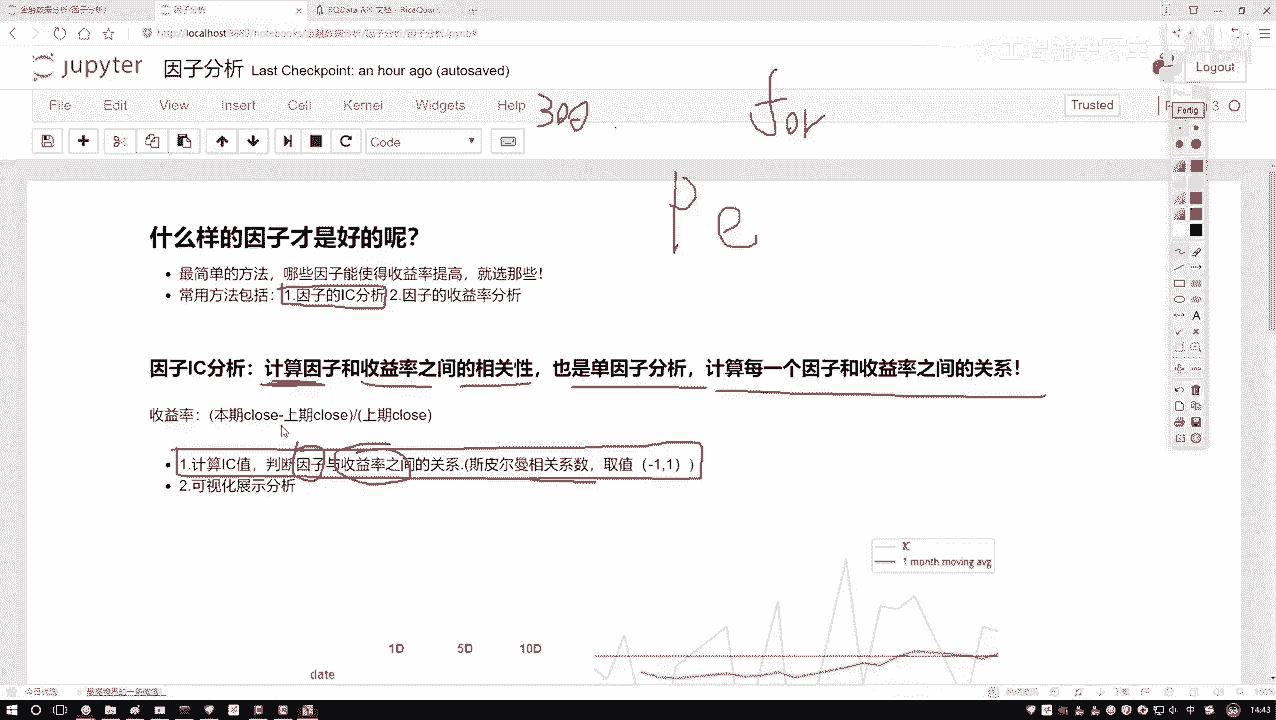 因子分析
RQData API 文档 - RiceQuant
jupyter 因子分析 Last Checkpoint: an hour ago (autosaved)
Logout
File Edit View Insert Cell Kernel Widgets Help
Trusted
3
Code
Fertig
300
for
Pe
什么样的因子才是好的呢?
最简单的方法，哪些因子能使得收益率提高，就选那些!
常用方法包括：1.因子的IC分析 2.因子的收益率分析
因子IC分析：计算因子和收益率之间的相关性，也是单因子分析，计算每一个因子和收益率之间的关系!
收益率：(本期close-上期close)/(上期close)
1.计算IC值，判断因子与收益率之间的关系.(斯皮尔曼相关系数，取值（-1,1）)
2.可视化展示分析
IC
1 month moving avg
1D 5D 10D
date
14:43